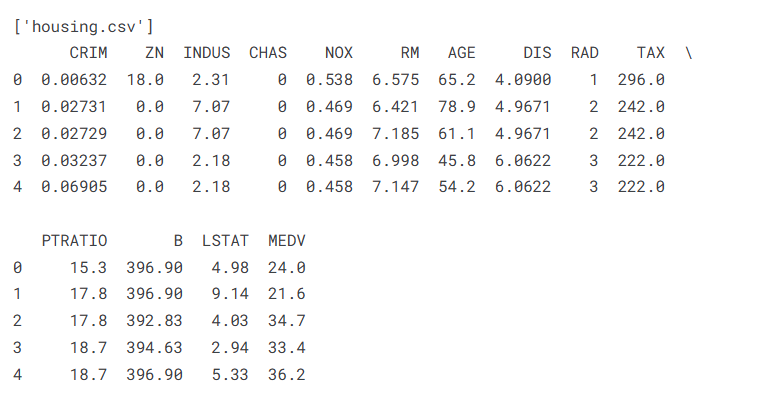 ['housing.csv']
CRIM ZN INDUS CHAS NOX RM AGE DIS RAD TAX \
0 0.00632 18.0 2.31 0 0.538 6.575 65.2 4.0900 1 296.0
1 0.02731 0.0 7.07 0 0.469 6.421 78.9 4.9671 2 242.0
2 0.02729 0.0 7.07 0 0.469 7.185 61.1 4.9671 2 242.0
3 0.03237 0.0 2.18 0 0.458 6.998 45.8 6.0622 3 222.0
4 0.06905 0.0 2.18 0 0.458 7.147 54.2 6.0622 3 222.0
PTRATIO B LSTAT MEDV
0 15.3 396.90 4.98 24.0
1 17.8 396.90 9.14 21.6
2 17.8 392.83 4.03 34.7
3 18.7 394.63 2.94 33.4
4 18.7 396.90 5.33 36.2